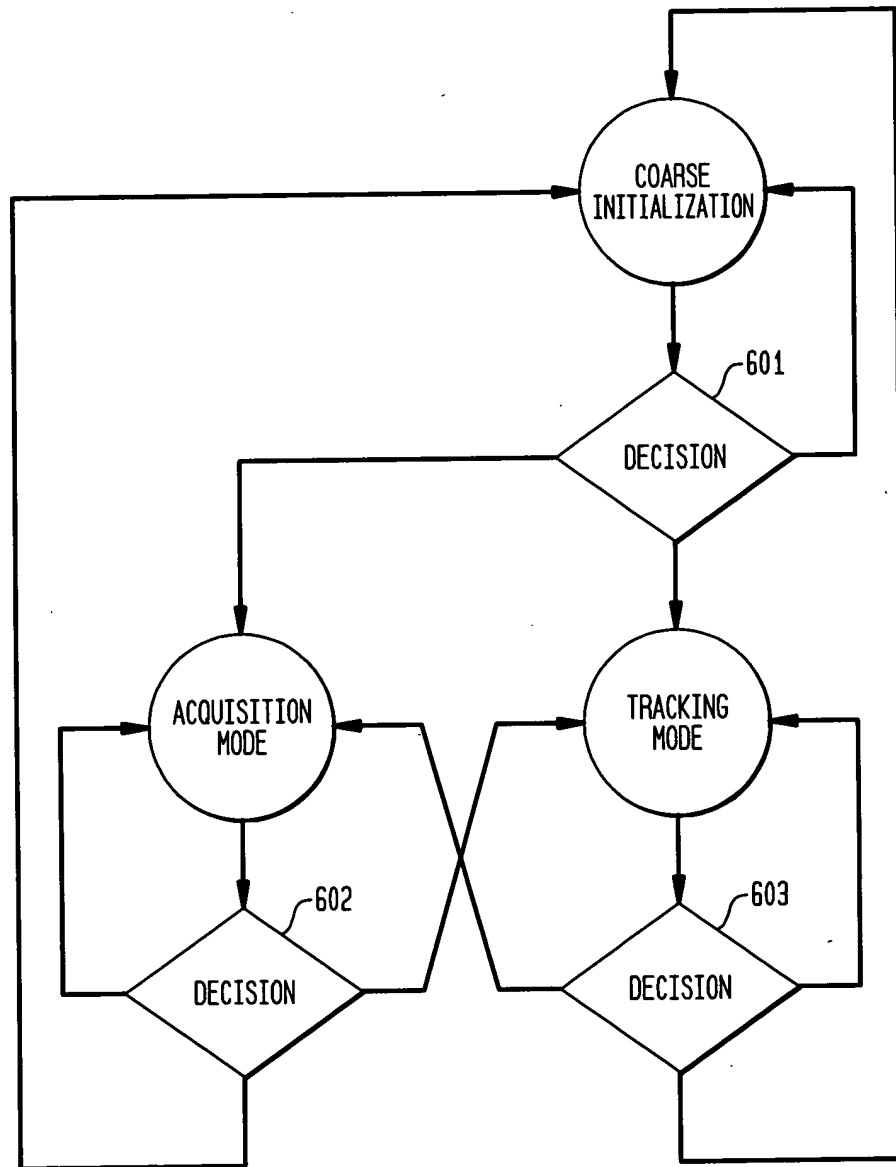 COARSE
INITIALIZATION
601
DECISION
ACQUISITION
MODE
TRACKING
MODE
602
DECISION
603
DECISION